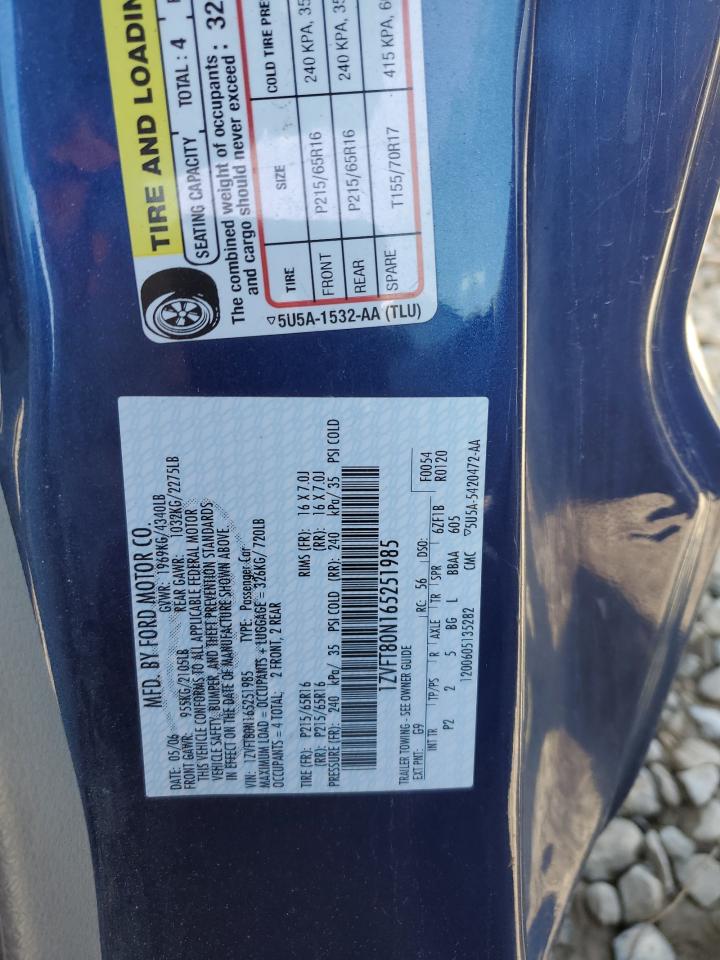 TIRE AND LOADIN
SEATING CAPACITY TOTAL : 4
The combined weight of occupants : 32
and cargo should never exceed :
TIRE SIZE COLD TIRE PRE
FRONT P215/65R16 240 KPA, 35
REAR P215/65R16 240 KPA, 35
SPARE T155/70R17 415 KPA, 6
5U5A-1532-AA (TLU)
MFD. BY FORD MOTOR CO.
DATE: 05/06 GVWR: 1969KG/4340LB
FRONT GAWR: 955KG/2105LB REAR GAWR: 1032KG/2275LB
THIS VEHICLE CONFORMS TO ALL APPLICABLE FEDERAL MOTOR
VEHICLE SAFETY, BUMPER, AND THEFT PREVENTION STANDARDS
IN EFFECT ON THE DATE OF MANUFACTURE SHOWN ABOVE.
VIN: 1ZVFT80N165251985 TYPE: Passenger Car
MAXIMUM LOAD = OCCUPANTS + LUGGAGE = 326KG/ 720LB
OCCUPANTS = 4 TOTAL: 2 FRONT, 2 REAR
TIRE (FR): P215/65R16 RIMS (FR): 16 X 7.0J
(RR): P215/65R16 (RR): 16 X 7.0J
PRESSURE (FR): 240 kPa/ 35 PSI COLD (RR): 240 kPa/ 35 PSI COLD
1ZVFT80N165251985
TRAILER TOWING - SEE OWNER GUIDE
F0054
R0120
EXT PNT: G9 RC: 56 DSO:
INT TR TP/PS R AXLE TR SPR 6ZF1B
P2 2 5 BG L BBAA 605
1200605135282 CMC 5U5A-5420472-AA